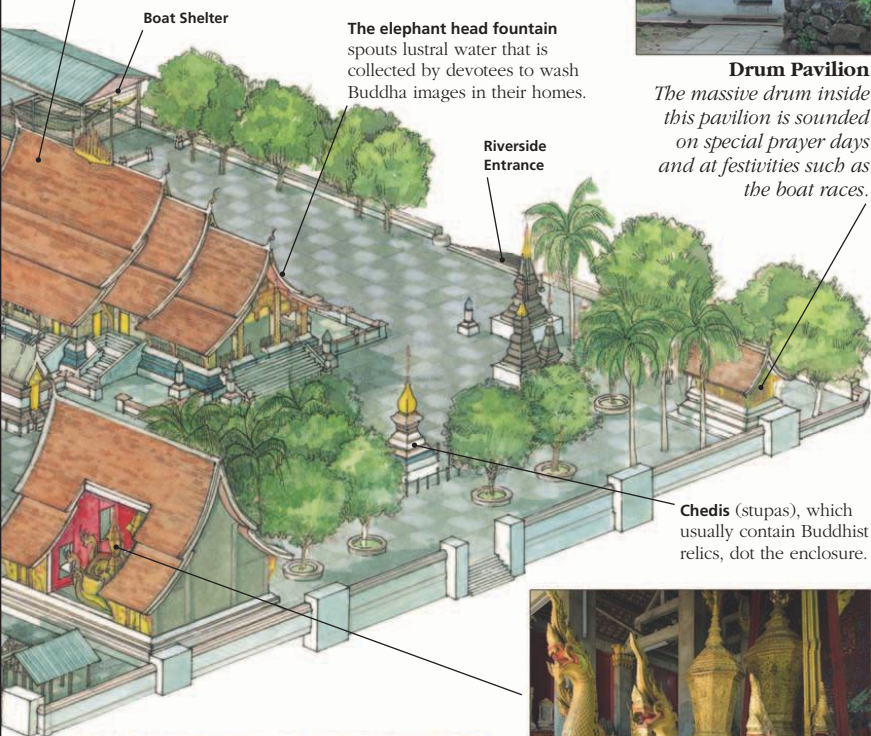 Boat Shelter
The elephant head fountain
spouts lustral water that is
collected by devotees to wash
Buddha images in their homes.
Riverside
Entrance
Drum Pavilion
The massive drum inside
this pavilion is sounded
on special prayer days
and at festivities such as
the boat races.
Chedis (stupas), which
usually contain Buddhist
relics, dot the enclosure.